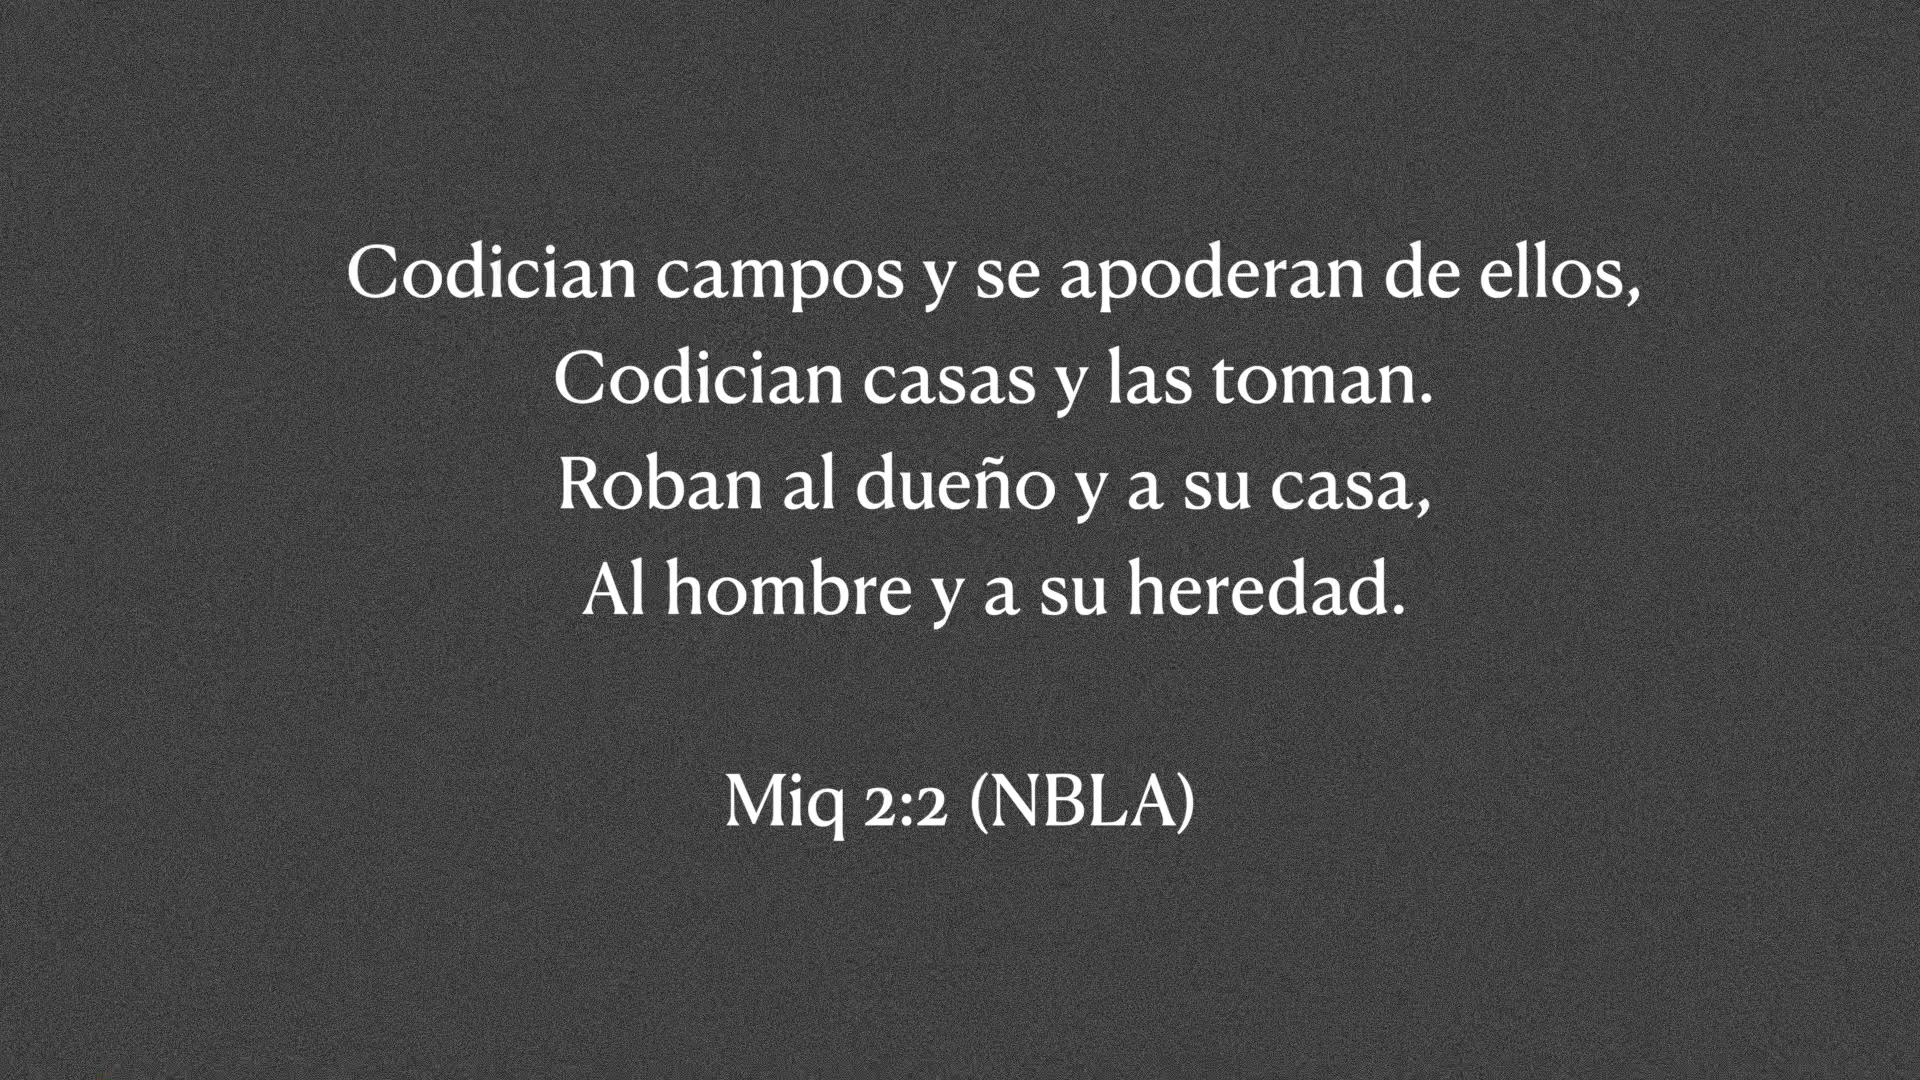 Codician campos y se apoderan de ellos,
Codician casas y las toman.
Roban al dueño y a su casa,
Al hombre y a su heredad.
Miq 2:2 (NBLA)